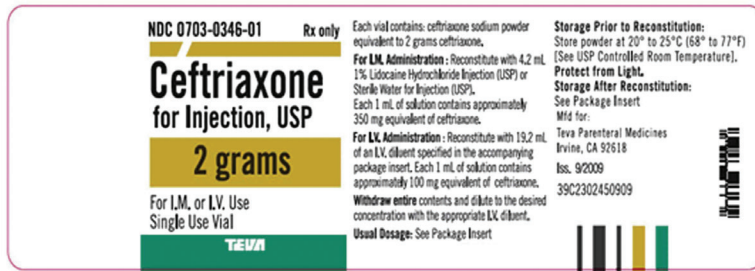 NDC 0703-0346-01 Rx only
Ceftriaxone
for Injection, USP
2 grams
For I.M. or I.V. Use
Single Use Vial
TEVA
Each vial contains: ceftriaxone sodium powder
equivalent to 2 grams ceftriaxone.
For I.M. Administration : Reconstitute with 4.2 mL
1% Lidocaine Hydrochloride Injection (USP) or
Sterile Water for Injection (USP).
Each 1 mL of solution contains approximately
350 mg equivalent of ceftriaxone.
For I.V. Administration : Reconstitute with 19.2 mL
of an I.V. diluent specified in the accompanying
package insert. Each 1 mL of solution contains
approximately 100 mg equivalent of ceftriaxone.
Withdraw entire contents and dilute to the desired
concentration with the appropriate I.V. diluent.
Usual Dosage: See Package Insert
Storage Prior to Reconstitution:
Store powder at 20° to 25°C (68° to 77°F)
[See USP Controlled Room Temperature].
Protect from Light.
Storage After Reconstitution:
See Package Insert
Mfd for:
Teva Parenteral Medicines
Irvine, CA 92618
Iss. 9/2009
39C2302450909